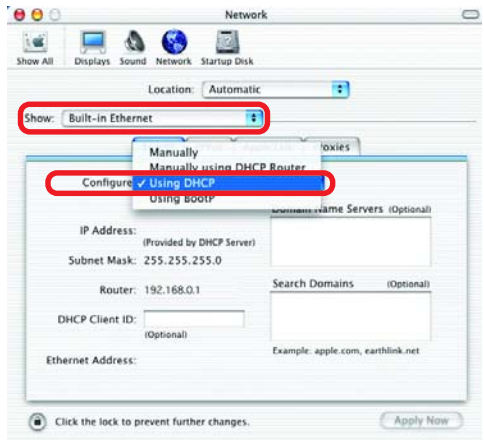 Network
Show All Displays Sound Network Startup Disk
Location: Automatic
Show: Built-in Ethernet
Proxies
Manually
Manually using DHCP Router
Configure ✓ Using DHCP
Using BootP
Domain Name Servers (Optional)
IP Address:
(Provided by DHCP Server)
Subnet Mask: 255.255.255.0
Router: 192.168.0.1
Search Domains (Optional)
DHCP Client ID:
(Optional)
Example: apple.com, earthlink.net
Ethernet Address:
Click the lock to prevent further changes.
Apply Now